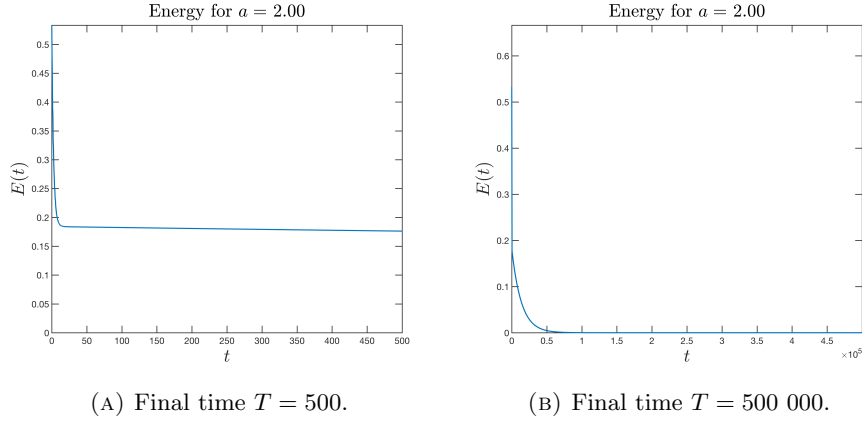 Energy for a = 2.00
E(t)
0.5
0.45
0.4
0.35
0.3
0.25
0.2
0.15
0.1
0.05
0
0 50 100 150 200 250 300 350 400 450 500
t
(A) Final time T = 500.
Energy for a = 2.00
E(t)
0.6
0.5
0.4
0.3
0.2
0.1
0
0 0.5 1 1.5 2 2.5 3 3.5 4 4.5
×10⁵
t
(B) Final time T = 500 000.